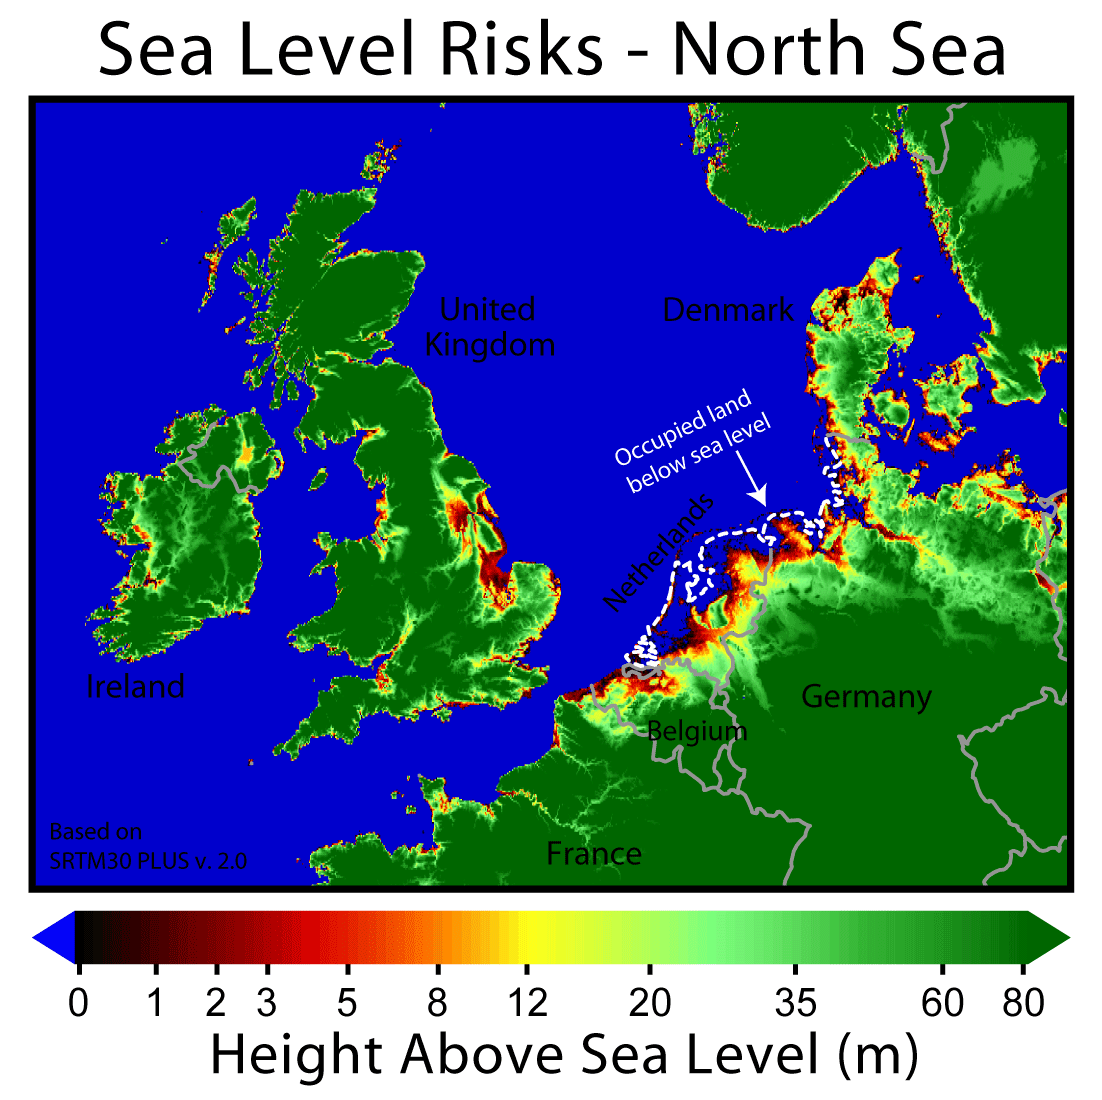 Sea Level Risks - North Sea
United
Kingdom
Denmark
Occupied land
below sea level
Netherlands
Ireland
Germany
Belgium
France
Based on
SRTM30 PLUS v. 2.0
0 1 2 3 5 8 12 20 35 60 80
Height Above Sea Level (m)